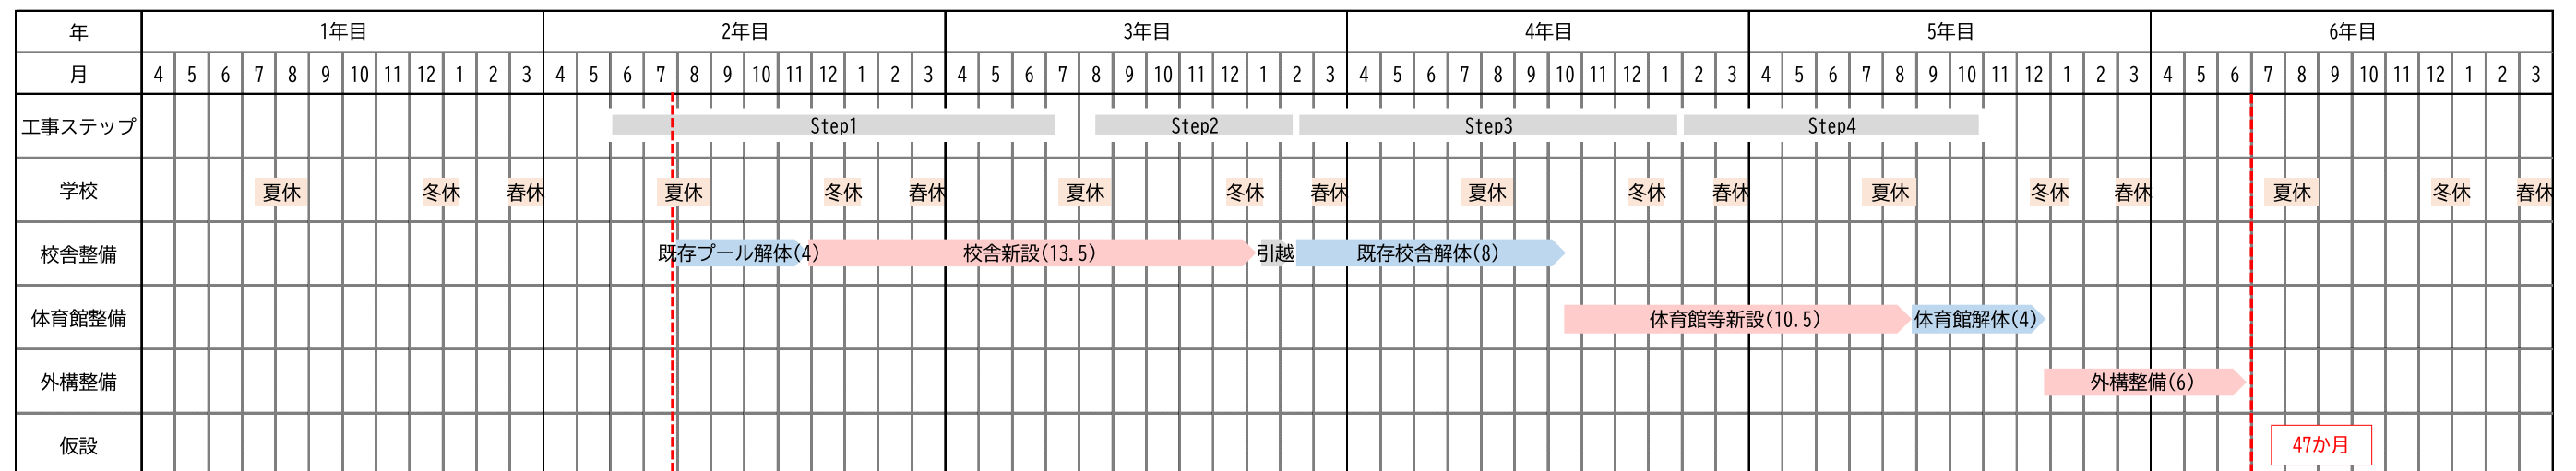 年 1年目 2年目 3年目 4年目 5年目 6年目
月 4 5 6 7 8 9 10 11 12 1 2 3 4 5 6 7 8 9 10 11 12 1 2 3 4 5 6 7 8 9 10 11 12 1 2 3 4 5 6 7 8 9 10 11 12 1 2 3 4 5 6 7 8 9 10 11 12 1 2 3 4 5 6 7 8 9 10 11 12 1 2 3
工事ステップ Step1 Step2 Step3 Step4
学校 夏休 冬休 春休 夏休 冬休 春休 夏休 冬休 春休 夏休 冬休 春休 夏休 冬休 春休 夏休 冬休 春休
校舎整備 既存プール解体(4) 校舎新設(13.5) 引越 既存校舎解体(8)
体育館整備 体育館等新設(10.5) 体育館解体(4)
外構整備 外構整備(6)
仮設 47か月